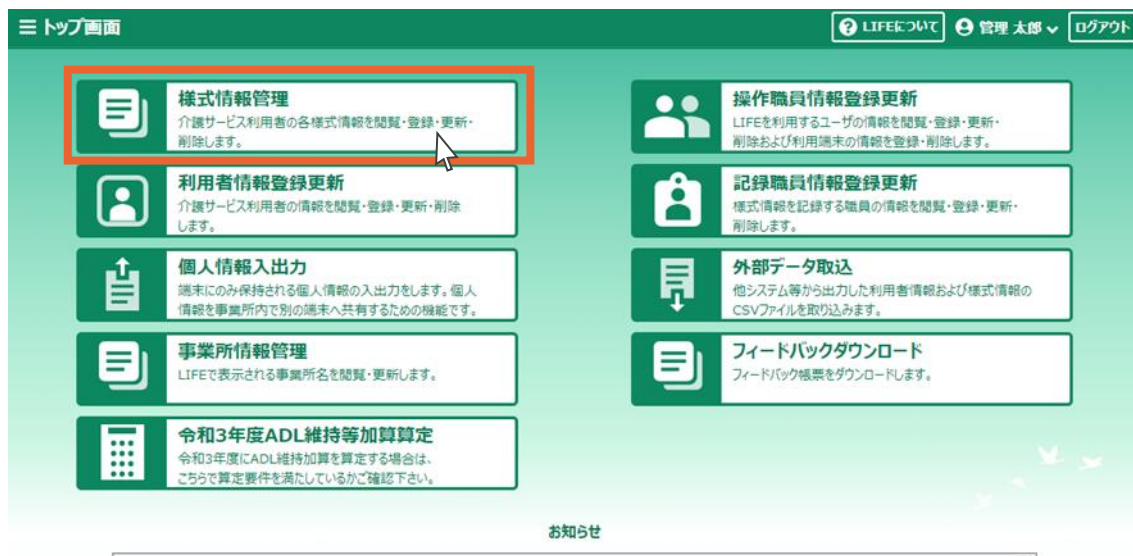 トップ画面
LIFEについて
管理 太郎
ログアウト
様式情報管理
介護サービス利用者の各様式情報を閲覧・登録・更新・
削除します。
利用者情報登録更新
介護サービス利用者の情報を閲覧・登録・更新・削除
します。
個人情報入出力
端末にのみ保持される個人情報の入出力をします。個人
情報を事業所内で別の端末へ共有するための機能です。
事業所情報管理
LIFEで表示される事業所名を閲覧・更新します。
令和3年度ADL維持等加算算定
令和3年度にADL維持加算を算定する場合は、
こちらで算定要件を満たしているかご確認下さい。
操作職員情報登録更新
LIFEを利用するユーザの情報を閲覧・登録・更新・
削除および利用端末の情報を登録・削除します。
記録職員情報登録更新
様式情報を記録する職員の情報を閲覧・登録・更新・
削除します。
外部データ取込
他システム等から出力した利用者情報および様式情報の
CSVファイルを取り込みます。
フィードバックダウンロード
フィードバック帳票をダウンロードします。
お知らせ